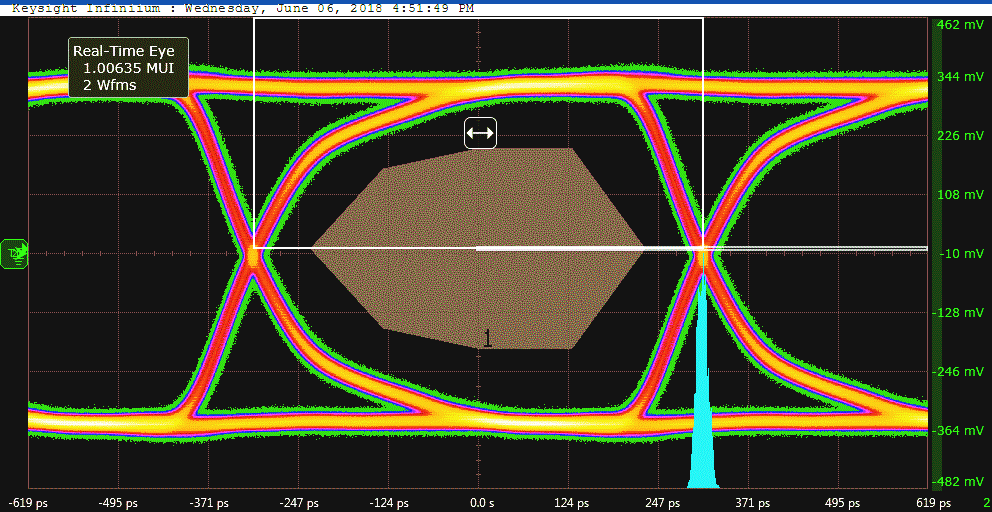 Keysight Infiniium : Wednesday, June 06, 2018 4:51:49 PM
462 mV
Real-Time Eye
1.00635 MUI
2 Wfms
344 mV
226 mV
108 mV
-10 mV
-128 mV
1
-246 mV
-364 mV
-482 mV
-619 ps -495 ps -371 ps -247 ps -124 ps 0.0 s 124 ps 247 ps 371 ps 495 ps 619 ps 2